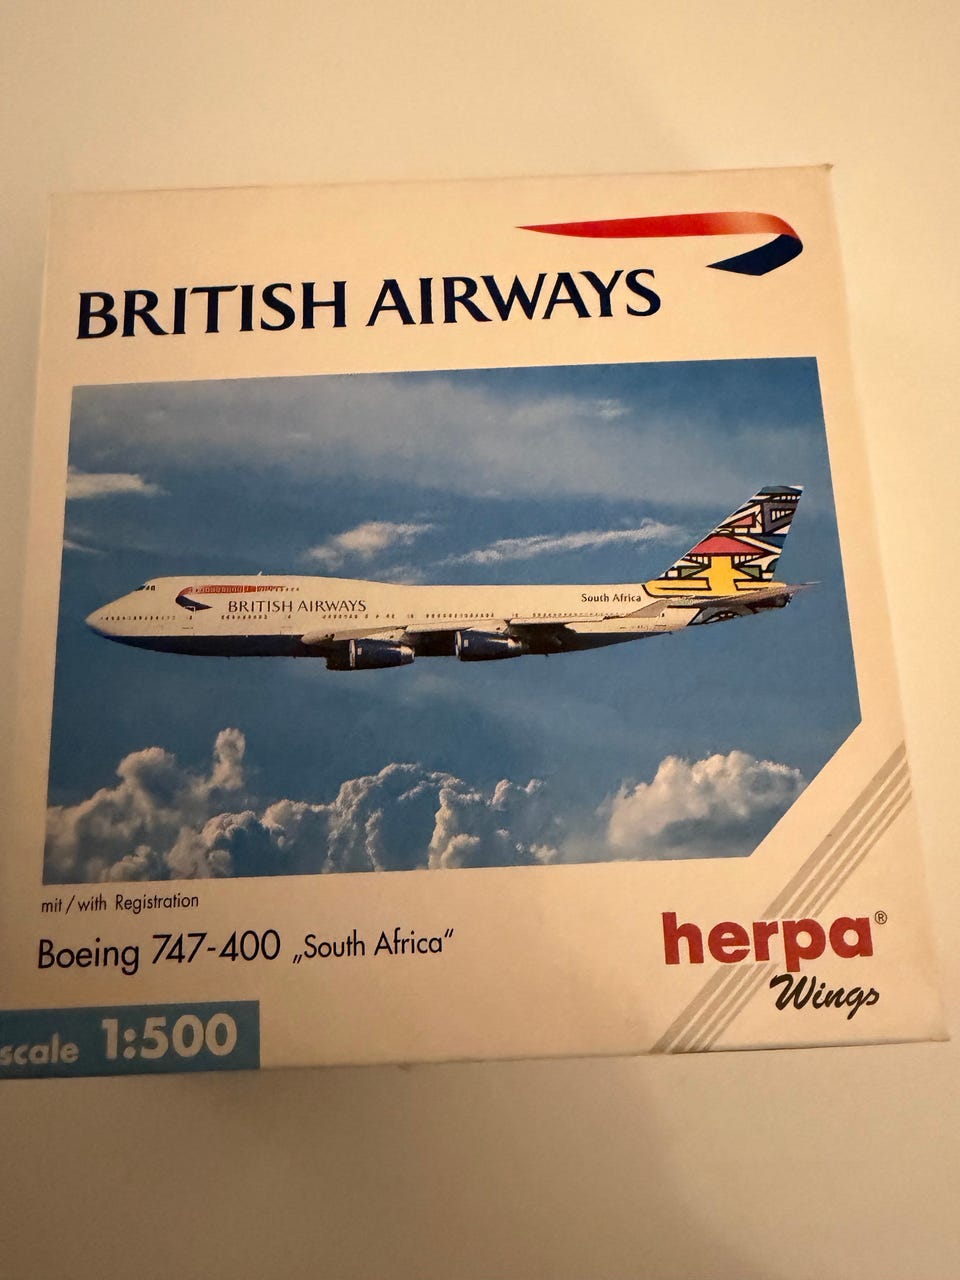 BRITISH AIRWAYS
BRITISH AIRWAYS
South Africa
mit / with Registration
Boeing 747-400 „South Africa“
herpa®
Wings
scale 1:500